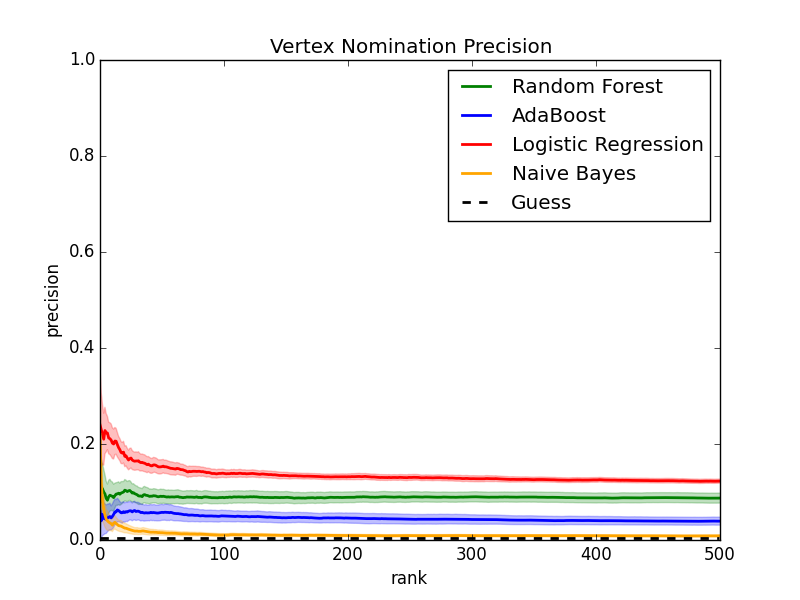 Vertex Nomination Precision
1.0
0.8
0.6
0.4
0.2
0.0
precision
Random Forest
AdaBoost
Logistic Regression
Naive Bayes
Guess
0 100 200 300 400 500
rank